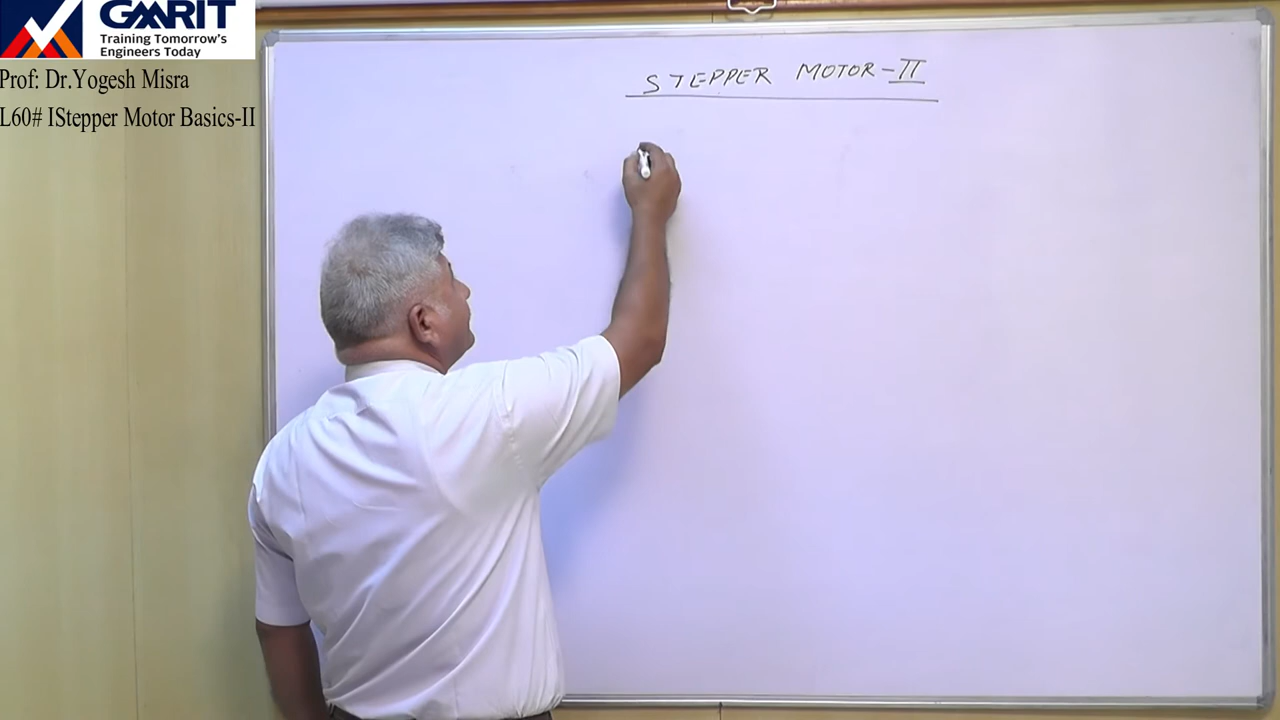 GMRIT
Training Tomorrow's
Engineers Today
Prof: Dr.Yogesh Misra
L60# IStepper Motor Basics-II
STEPPER MOTOR-II